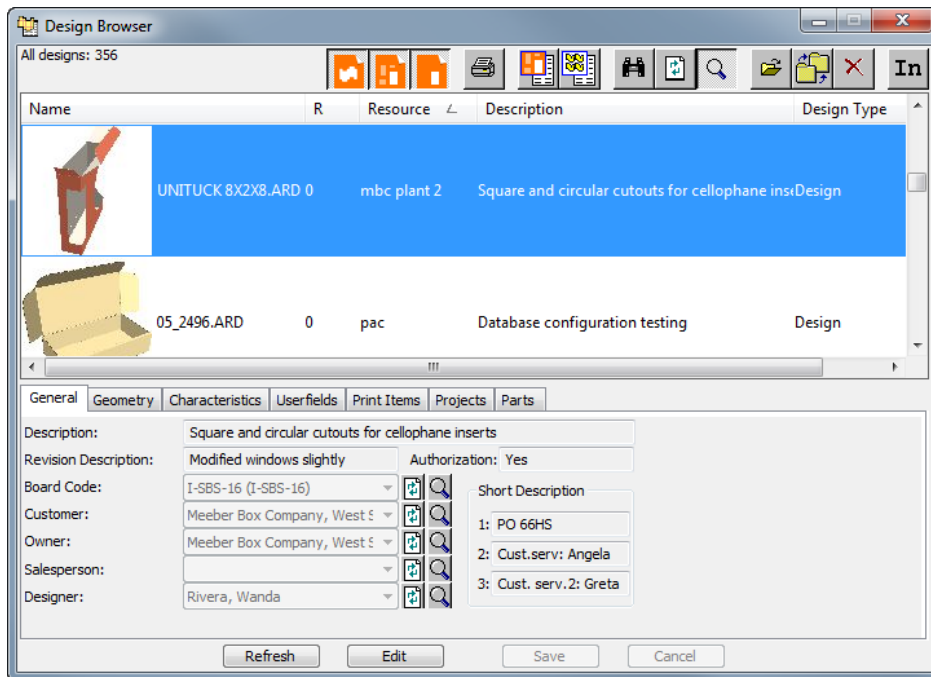 Design Browser
All designs: 356
In
Name R Resource Description Design Type
UNITUCK 8X2X8.ARD 0 mbc plant 2 Square and circular cutouts for cellophane inse Design
05_2496.ARD 0 pac Database configuration testing Design
General Geometry Characteristics Userfields Print Items Projects Parts
Description: Square and circular cutouts for cellophane inserts
Revision Description: Modified windows slightly Authorization: Yes
Board Code: I-SBS-16 (I-SBS-16)
Short Description
Customer: Meeber Box Company, West S
1: PO 66HS
Owner: Meeber Box Company, West S
2: Cust.serv: Angela
Salesperson:
3: Cust. serv.2: Greta
Designer: Rivera, Wanda
Refresh Edit Save Cancel